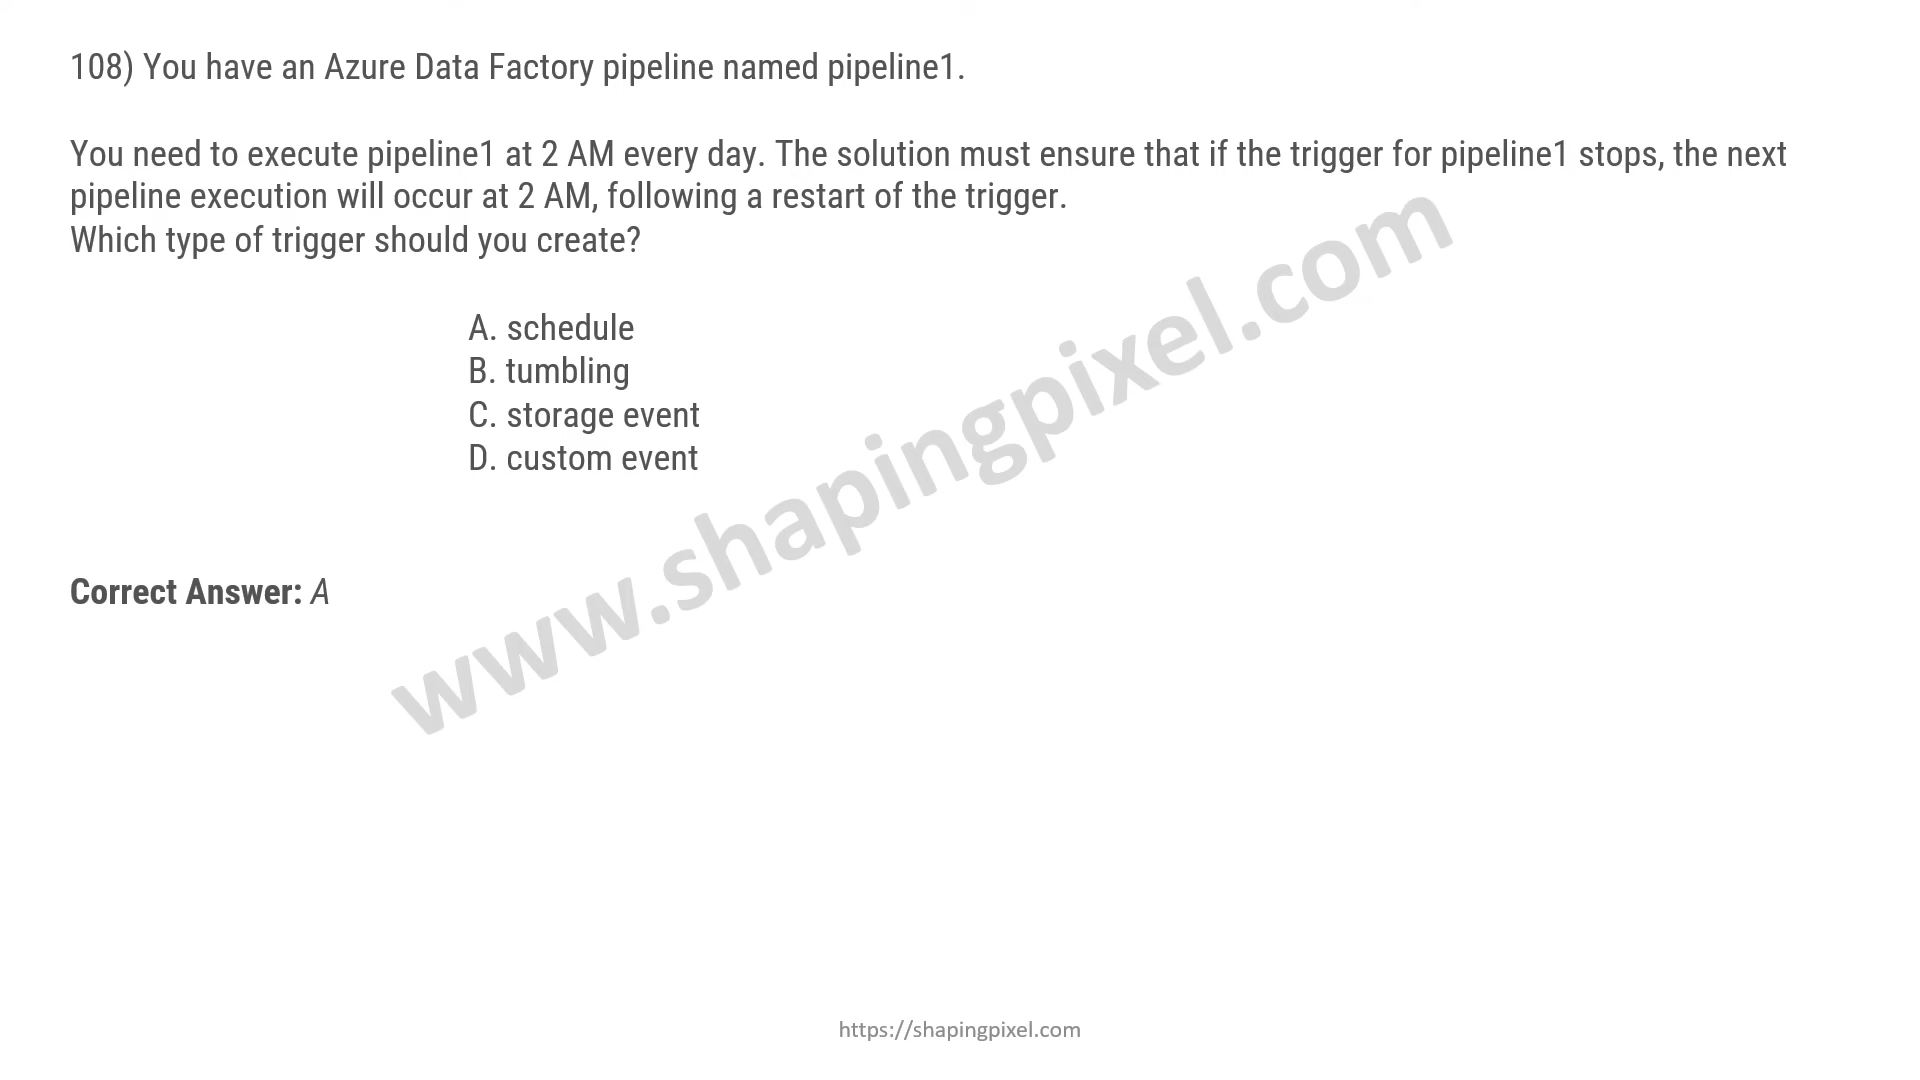 108) You have an Azure Data Factory pipeline named pipeline1.
You need to execute pipeline1 at 2 AM every day. The solution must ensure that if the trigger for pipeline1 stops, the next
pipeline execution will occur at 2 AM, following a restart of the trigger.
Which type of trigger should you create?
A. schedule
B. tumbling
C. storage event
D. custom event
Correct Answer: A
www.shapingpixel.com
https://shapingpixel.com